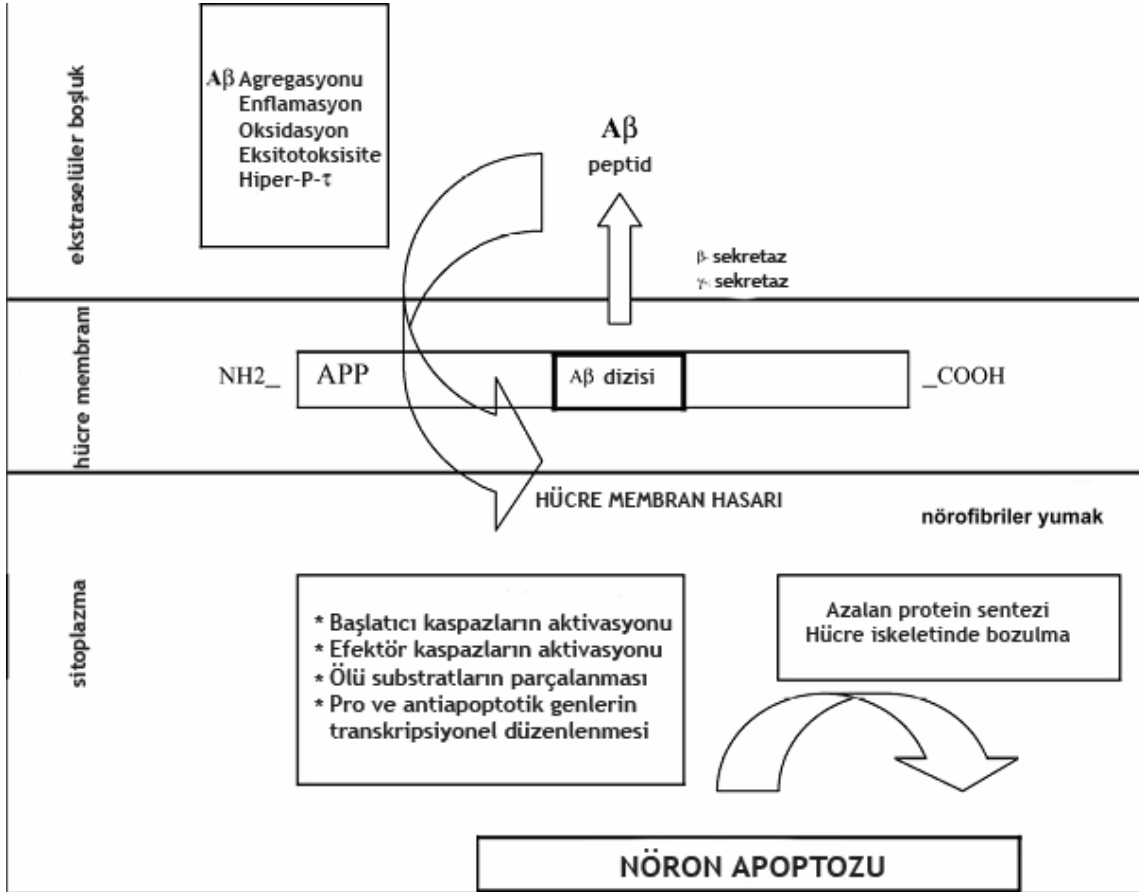 ekstraselüler boşluk
Aβ Agregasyonu
Enflamasyon
Oksidasyon
Eksitotoksisite
Hiper-P-τ
Aβ
peptid
β- sekretaz
γ- sekretaz
hücre membranı
NH2_
APP
Aβ dizisi
_COOH
HÜCRE MEMBRAN HASARI
nörofibriler yumak
sitoplazma
* Başlatıcı kaspazların aktivasyonu
* Efektör kaspazların aktivasyonu
* Ölü substratların parçalanması
* Pro ve antiapoptotik genlerin
transkripsiyonel düzenlenmesi
Azalan protein sentezi
Hücre iskeletinde bozulma
NÖRON APOPTOZU